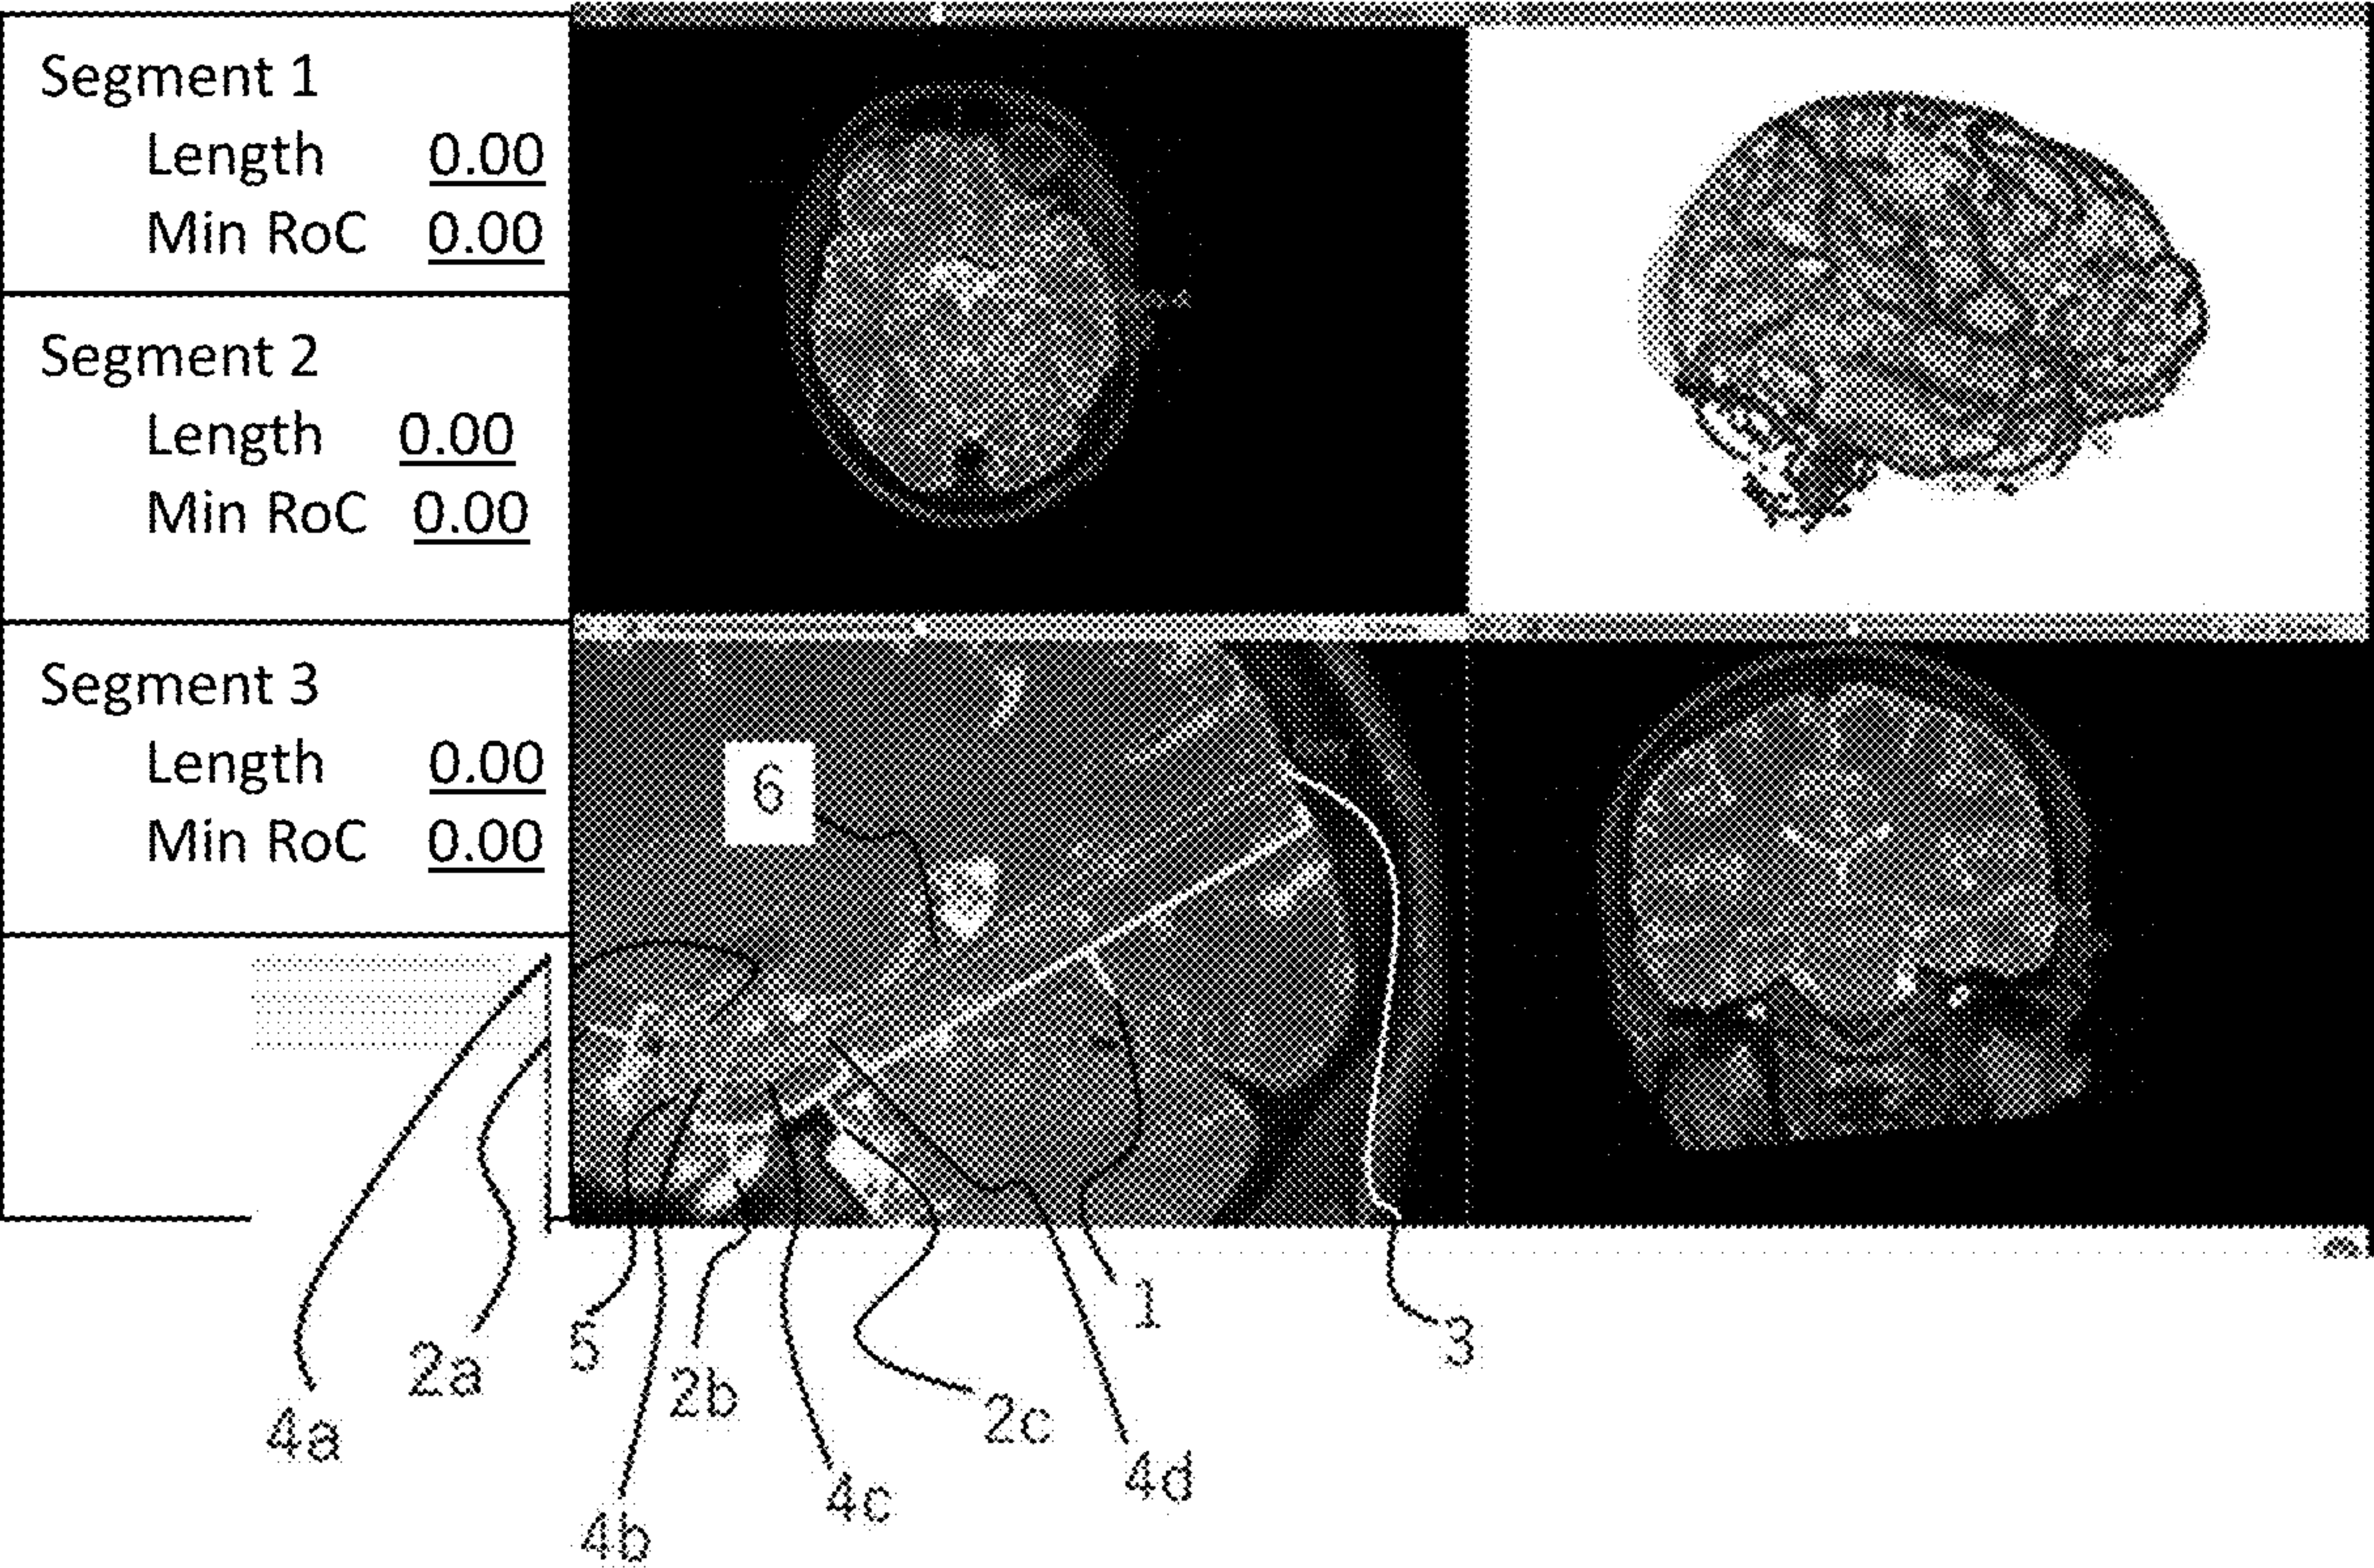 Segment 1
Length 0.00
Min RoC 0.00
Segment 2
Length 0.00
Min RoC 0.00
Segment 3
Length 0.00
Min RoC 0.00
6
1
3
5
2a
2b
2c
4a
4d
4c
4b